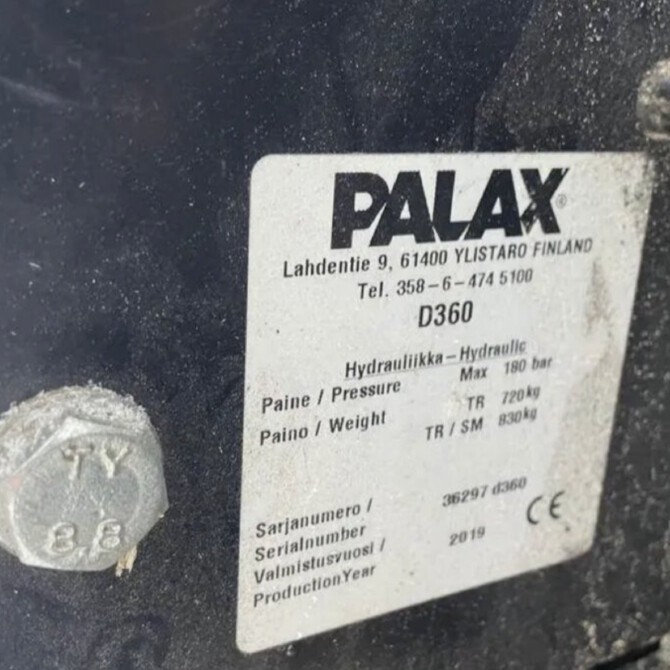 PALAX®
Lahdentie 9, 61400 YLISTARO FINLAND
Tel. 358-6-474 5100
D360
Hydrauliikka – Hydraulic
Paine / Pressure Max 180 bar
Paino / Weight TR 720kg
TR / SM 830kg
Sarjanumero / 36297 d360
Serialnumber
Valmistusvuosi / 2019
ProductionYear
CE
TY
8.8